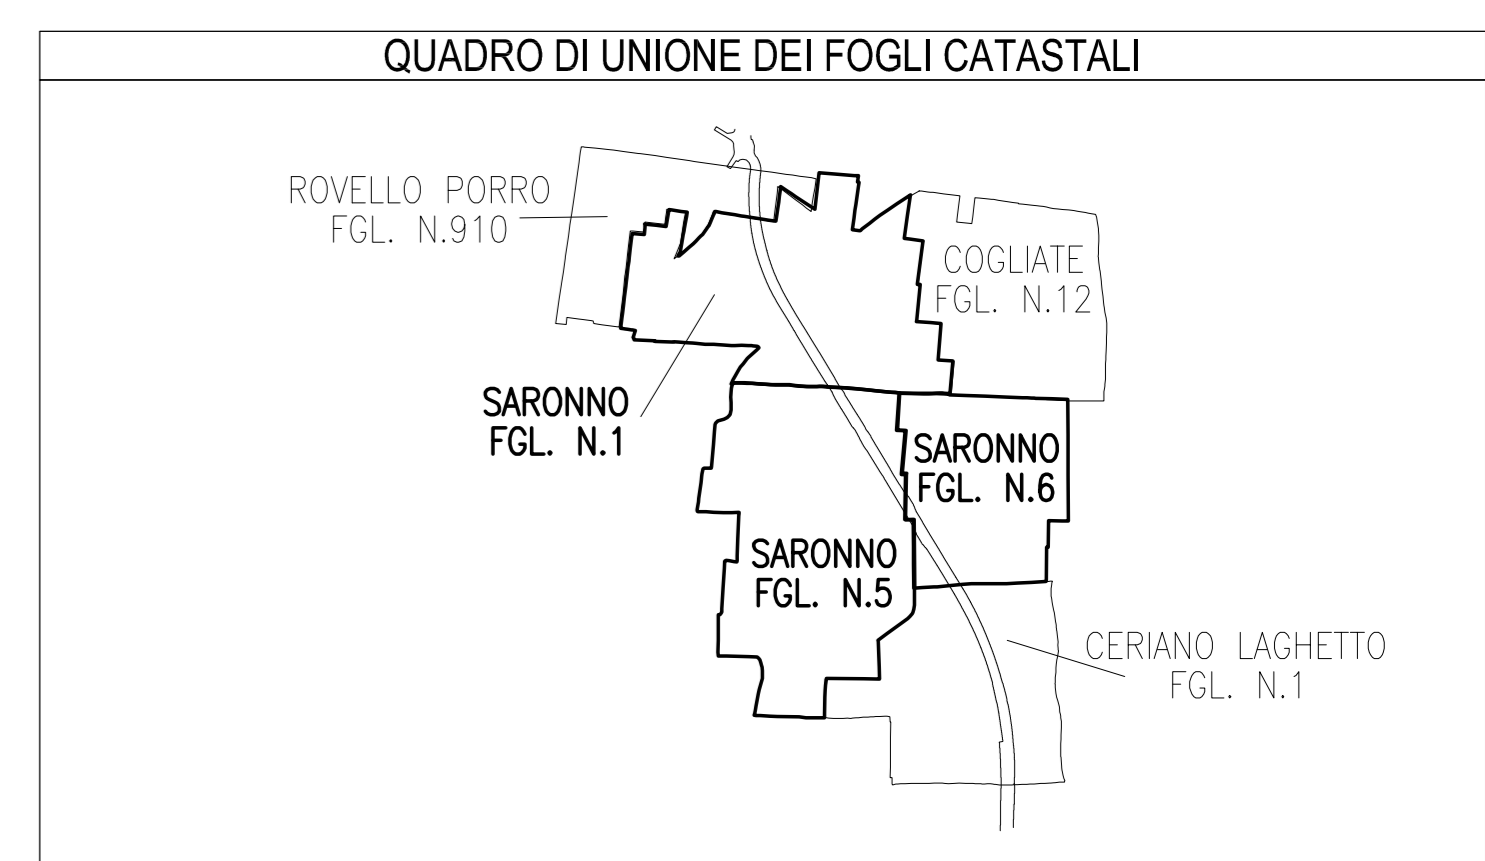 QUADRO DI UNIONE DEI FOGLI CATASTALI
ROVELLO PORRO
FGL. N.910
COGLIATE
FGL. N.12
SARONNO
FGL. N.1
SARONNO
FGL. N.6
SARONNO
FGL. N.5
CERIANO LAGHETTO
FGL. N.1